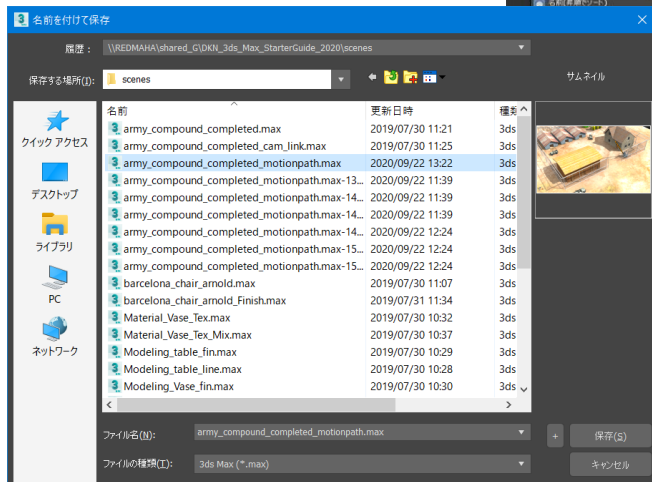 名前(昇順でソート)
名前を付けて保存
履歴：
\\REDMAHA\shared_G\DKN_3ds_Max_StarterGuide_2020\scenes
保存する場所(I): scenes
サムネイル
名前 更新日時 種類
army_compound_completed.max 2019/07/30 11:21 3ds
army_compound_completed_cam_link.max 2019/07/30 11:25 3ds
army_compound_completed_motionpath.max 2020/09/22 13:22 3ds
army_compound_completed_motionpath.max-13... 2020/09/22 11:39 3ds
army_compound_completed_motionpath.max-14... 2020/09/22 11:39 3ds
army_compound_completed_motionpath.max-14... 2020/09/22 11:39 3ds
army_compound_completed_motionpath.max-14... 2020/09/22 12:24 3ds
army_compound_completed_motionpath.max-15... 2020/09/22 12:24 3ds
army_compound_completed_motionpath.max-15... 2020/09/22 12:24 3ds
barcelona_chair_arnold.max 2019/07/30 11:07 3ds
barcelona_chair_arnold_Finish.max 2019/07/31 11:34 3ds
Material_Vase_Tex.max 2019/07/30 10:32 3ds
Material_Vase_Tex_Mix.max 2019/07/30 10:37 3ds
Modeling_table_fin.max 2019/07/30 10:29 3ds
Modeling_table_line.max 2019/07/30 10:28 3ds
Modeling_Vase_fin.max 2019/07/30 10:30 3ds
クイック アクセス
デスクトップ
ライブラリ
PC
ネットワーク
ファイル名(N): army_compound_completed_motionpath.max + 保存(S)
ファイルの種類(T): 3ds Max (*.max) キャンセル